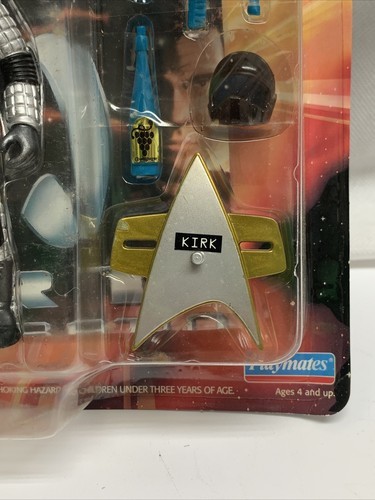 KIRK
Playmates®
HOKING HAZARD CHILDREN UNDER THREE YEARS OF AGE.
Ages 4 and up.